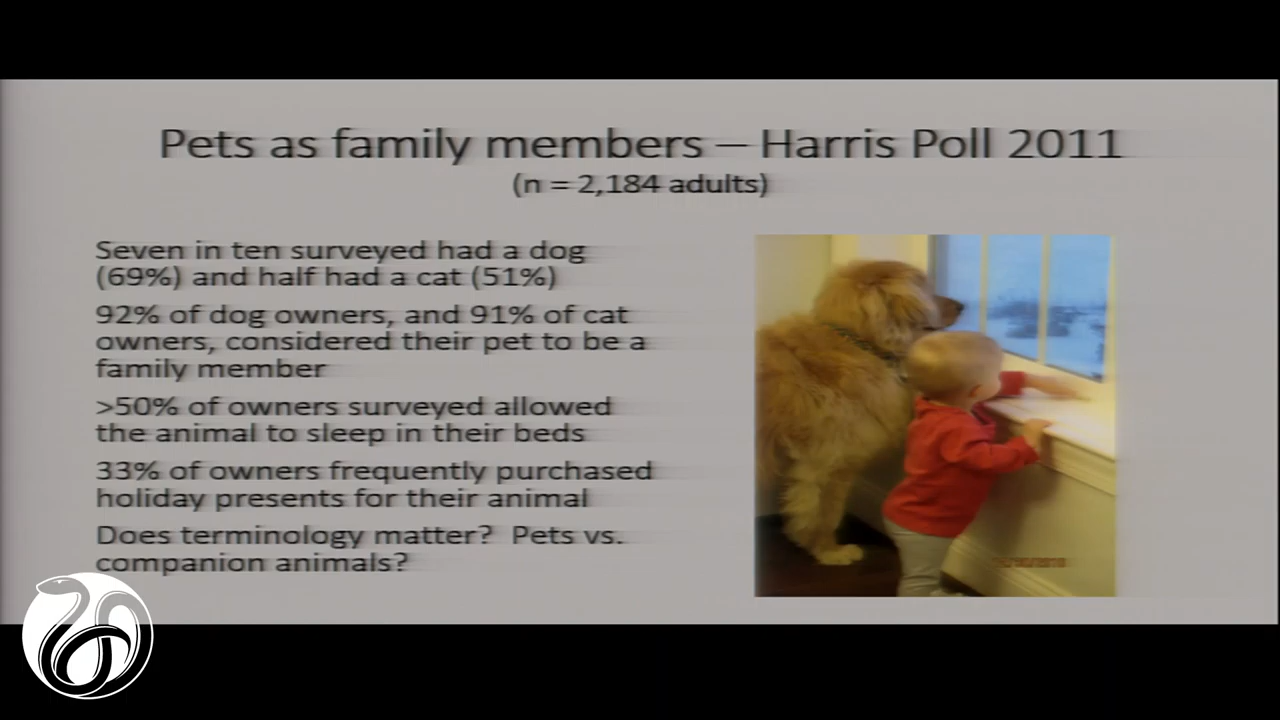 Pets as family members – Harris Poll 2011
(n = 2,184 adults)
Seven in ten surveyed had a dog
(69%) and half had a cat (51%)
92% of dog owners, and 91% of cat
owners, considered their pet to be a
family member
>50% of owners surveyed allowed
the animal to sleep in their beds
33% of owners frequently purchased
holiday presents for their animal
Does terminology matter?  Pets vs.
companion animals?